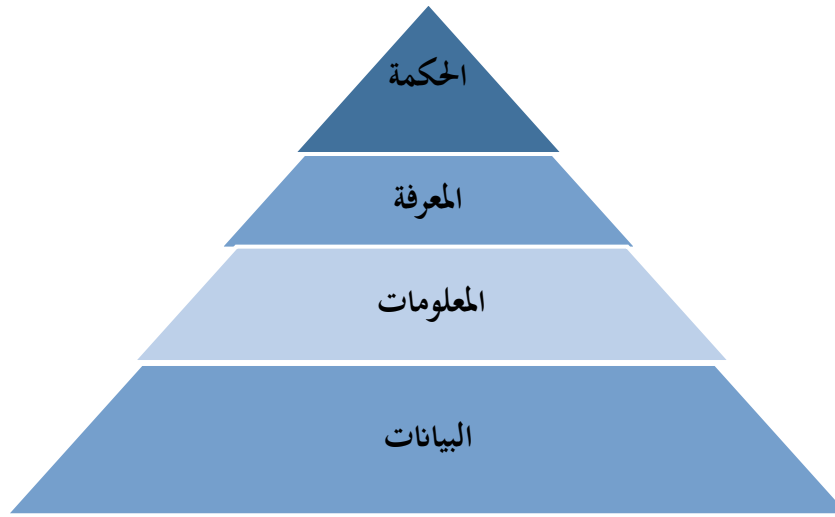 الحكمة
المعرفة
المعلومات
البيانات